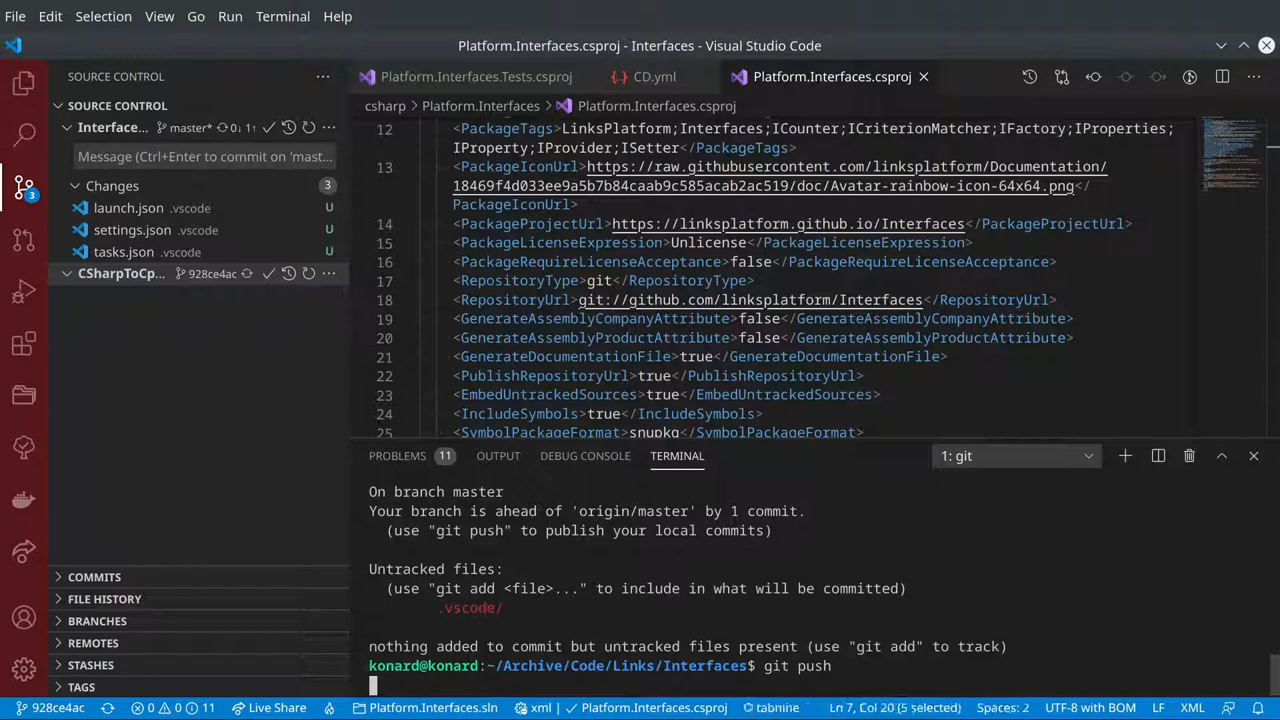 File Edit Selection View Go Run Terminal Help
Platform.Interfaces.csproj - Interfaces - Visual Studio Code
SOURCE CONTROL
SOURCE CONTROL
Interface... master* 0↓ 1↑
Message (Ctrl+Enter to commit on 'mast...
Changes 3
launch.json .vscode U
settings.json .vscode U
tasks.json .vscode U
CSharpToCp... 928ce4ac
3
COMMITS
FILE HISTORY
BRANCHES
REMOTES
STASHES
TAGS
Platform.Interfaces.Tests.csproj CD.yml Platform.Interfaces.csproj
csharp > Platform.Interfaces > Platform.Interfaces.csproj
12 <PackageTags>LinksPlatform;Interfaces;ICounter;ICriterionMatcher;IFactory;IProperties;
IProperty;IProvider;ISetter</PackageTags>
13 <PackageIconUrl>https://raw.githubusercontent.com/linksplatform/Documentation/
/doc/Avatar-rainbow-icon-64x64.png</
PackageIconUrl>
14 <PackageProjectUrl>https://linksplatform.github.io/Interfaces</PackageProjectUrl>
15 <PackageLicenseExpression>Unlicense</PackageLicenseExpression>
16 <PackageRequireLicenseAcceptance>false</PackageRequireLicenseAcceptance>
17 <RepositoryType>git</RepositoryType>
18 <RepositoryUrl>git://github.com/linksplatform/Interfaces</RepositoryUrl>
19 <GenerateAssemblyCompanyAttribute>false</GenerateAssemblyCompanyAttribute>
20 <GenerateAssemblyProductAttribute>false</GenerateAssemblyProductAttribute>
21 <GenerateDocumentationFile>true</GenerateDocumentationFile>
22 <PublishRepositoryUrl>true</PublishRepositoryUrl>
23 <EmbedUntrackedSources>true</EmbedUntrackedSources>
24 <IncludeSymbols>true</IncludeSymbols>
25 <SymbolPackageFormat>snupkg</SymbolPackageFormat>
PROBLEMS 11 OUTPUT DEBUG CONSOLE TERMINAL 1: git
On branch master
Your branch is ahead of 'origin/master' by 1 commit.
(use "git push" to publish your local commits)
Untracked files:
(use "git add <file>..." to include in what will be committed)
.vscode/
nothing added to commit but untracked files present (use "git add" to track)
konard@konard:~/Archive/Code/Links/Interfaces$ git push
928ce4ac 0 0 11 Live Share Platform.Interfaces.sln xml Platform.Interfaces.csproj tabnine Ln 7, Col 20 (5 selected) Spaces: 2 UTF-8 with BOM LF XML